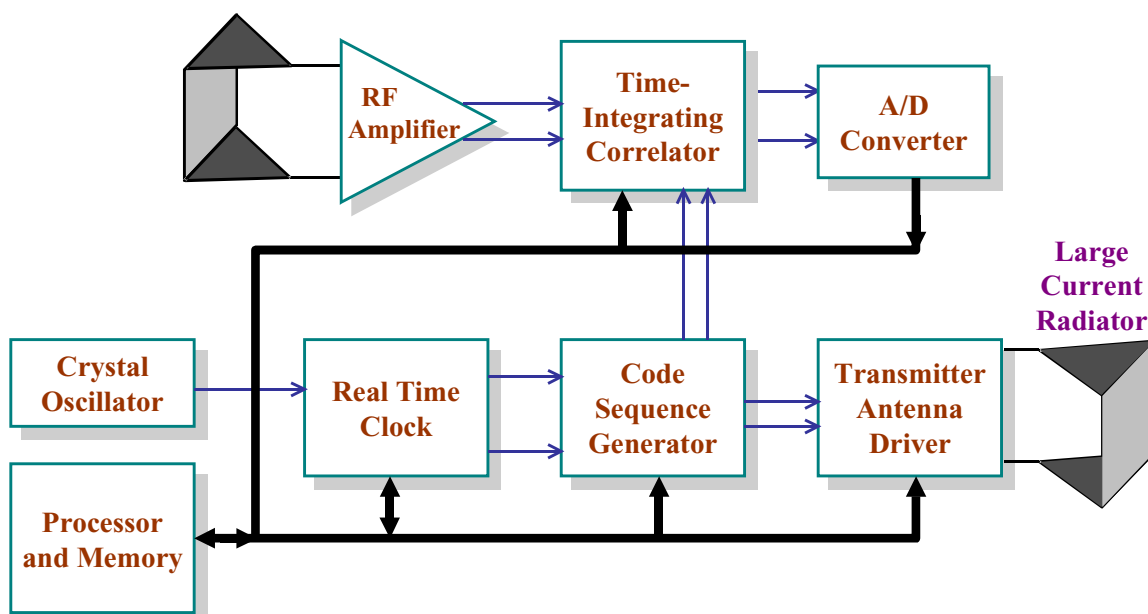 RF
Amplifier
Time-
Integrating
Correlator
A/D
Converter
Large
Current
Radiator
Crystal
Oscillator
Real Time
Clock
Code
Sequence
Generator
Transmitter
Antenna
Driver
Processor
and Memory